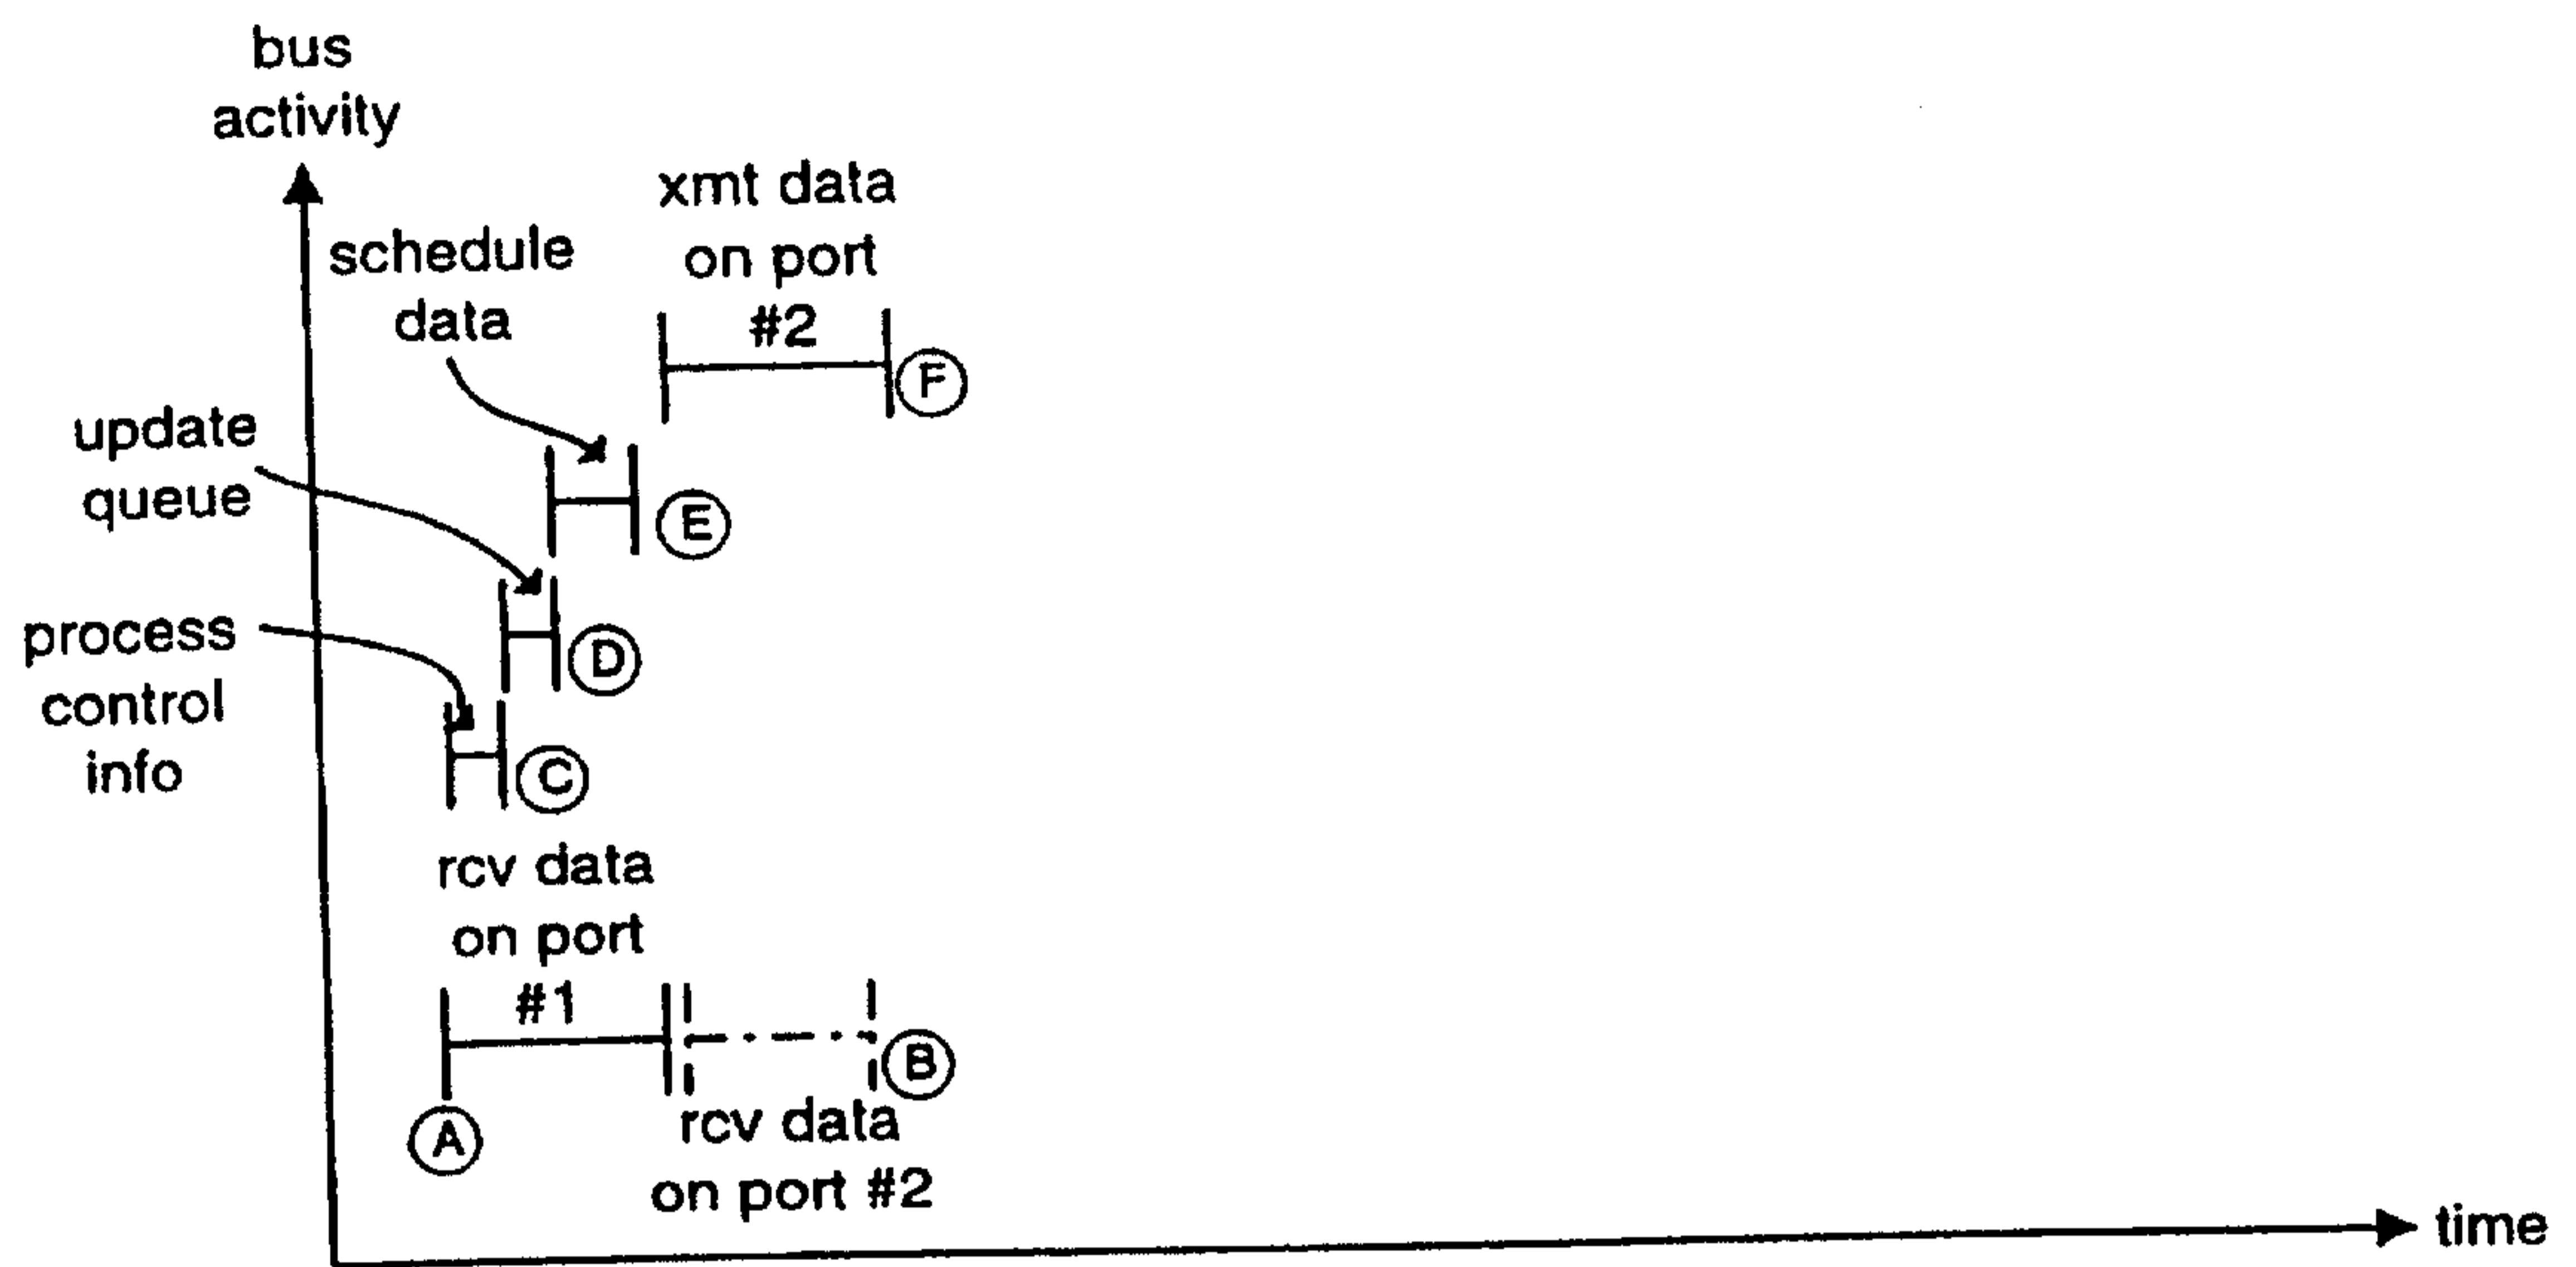 bus
activity
xmt data
on port
#2
schedule
data
F
update
queue
E
process
control
info
D
C
rcv data
on port
#1
B
A
rcv data
on port #2
time